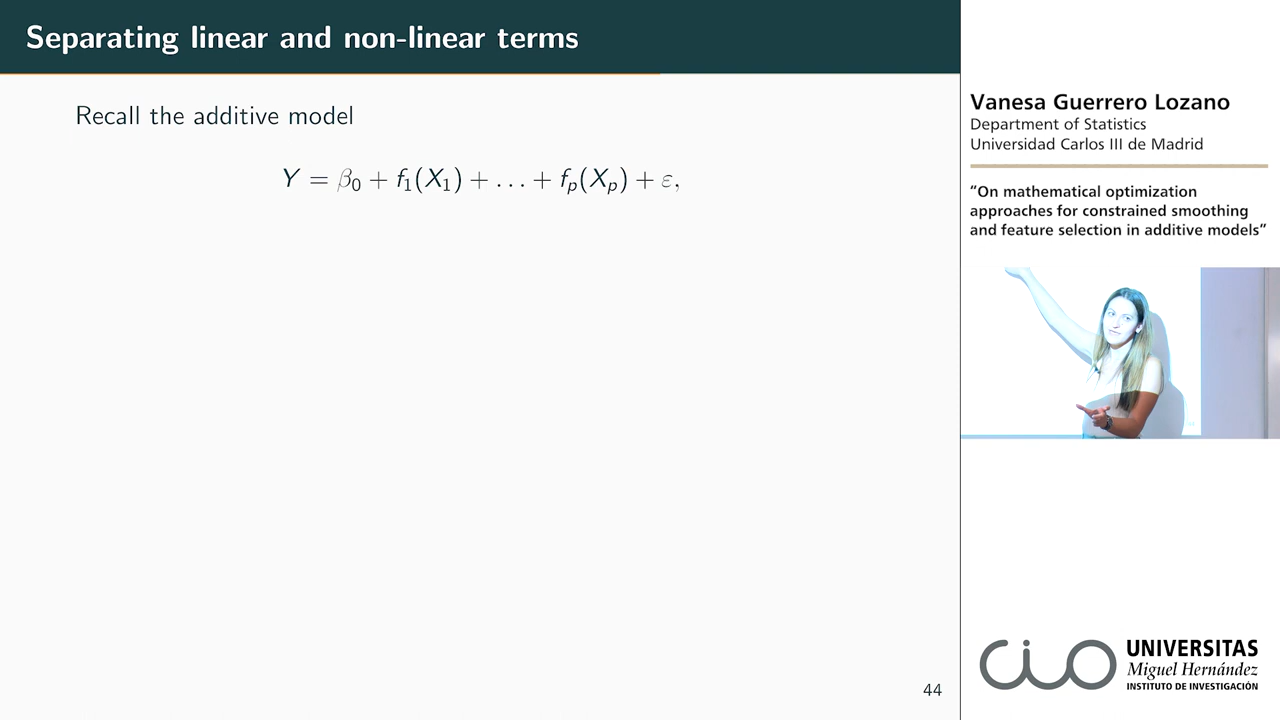 Separating linear and non-linear terms
Recall the additive model
Y = β₀ + f₁(X₁) + . . . + fₚ(Xₚ) + ε,
44
Vanesa Guerrero Lozano
Department of Statistics
Universidad Carlos III de Madrid
“On mathematical optimization
approaches for constrained smoothing
and feature selection in additive models”
cio
UNIVERSITAS
Miguel Hernández
INSTITUTO DE INVESTIGACIÓN